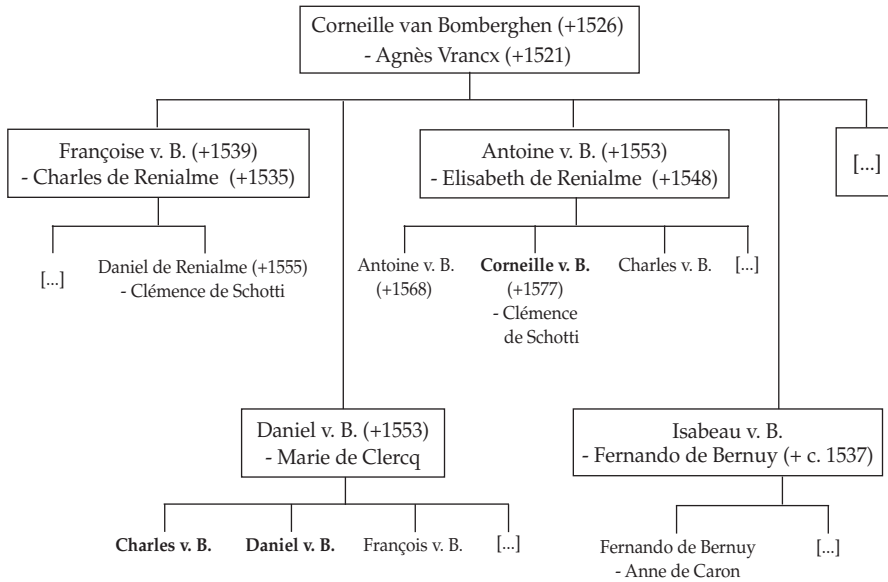 Corneille van Bomberghen (+1526)
- Agnès Vrancx (+1521)
Françoise v. B. (+1539)
- Charles de Renialme (+1535)
Antoine v. B. (+1553)
- Elisabeth de Renialme (+1548)
[...]
[...]
Daniel de Renialme (+1555)
- Clémence de Schotti
Antoine v. B.
(+1568)
Corneille v. B.
(+1577)
- Clémence
de Schotti
Charles v. B.
[...]
Daniel v. B. (+1553)
- Marie de Clercq
Isabeau v. B.
- Fernando de Bernuy (+ c. 1537)
Charles v. B.
Daniel v. B.
François v. B.
[...]
Fernando de Bernuy
- Anne de Caron
[...]